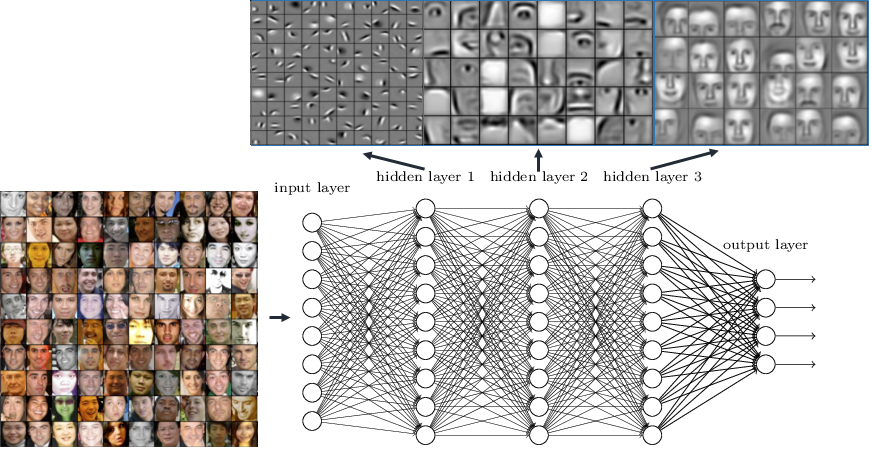 hidden layer 1 hidden layer 2 hidden layer 3
input layer
output layer